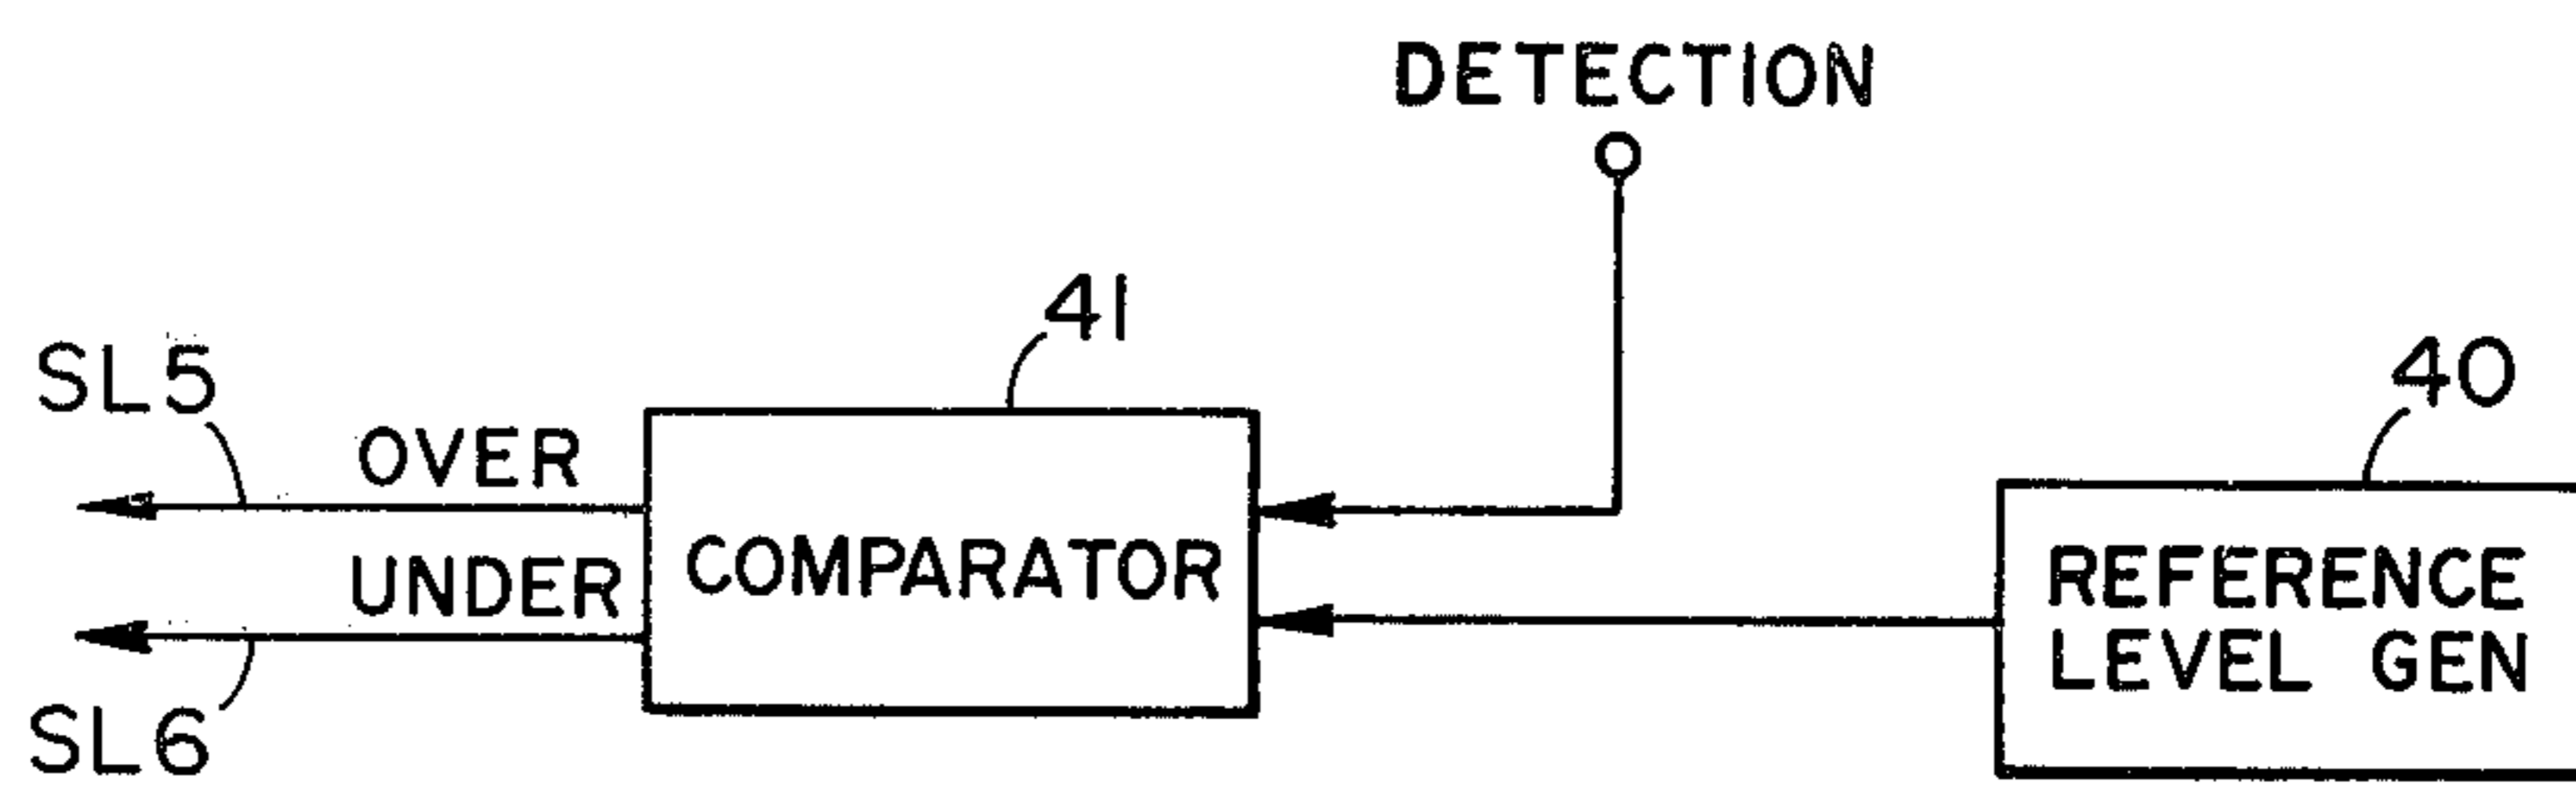 DETECTION
41
40
SL5
OVER
COMPARATOR
UNDER
SL6
REFERENCE
LEVEL GEN